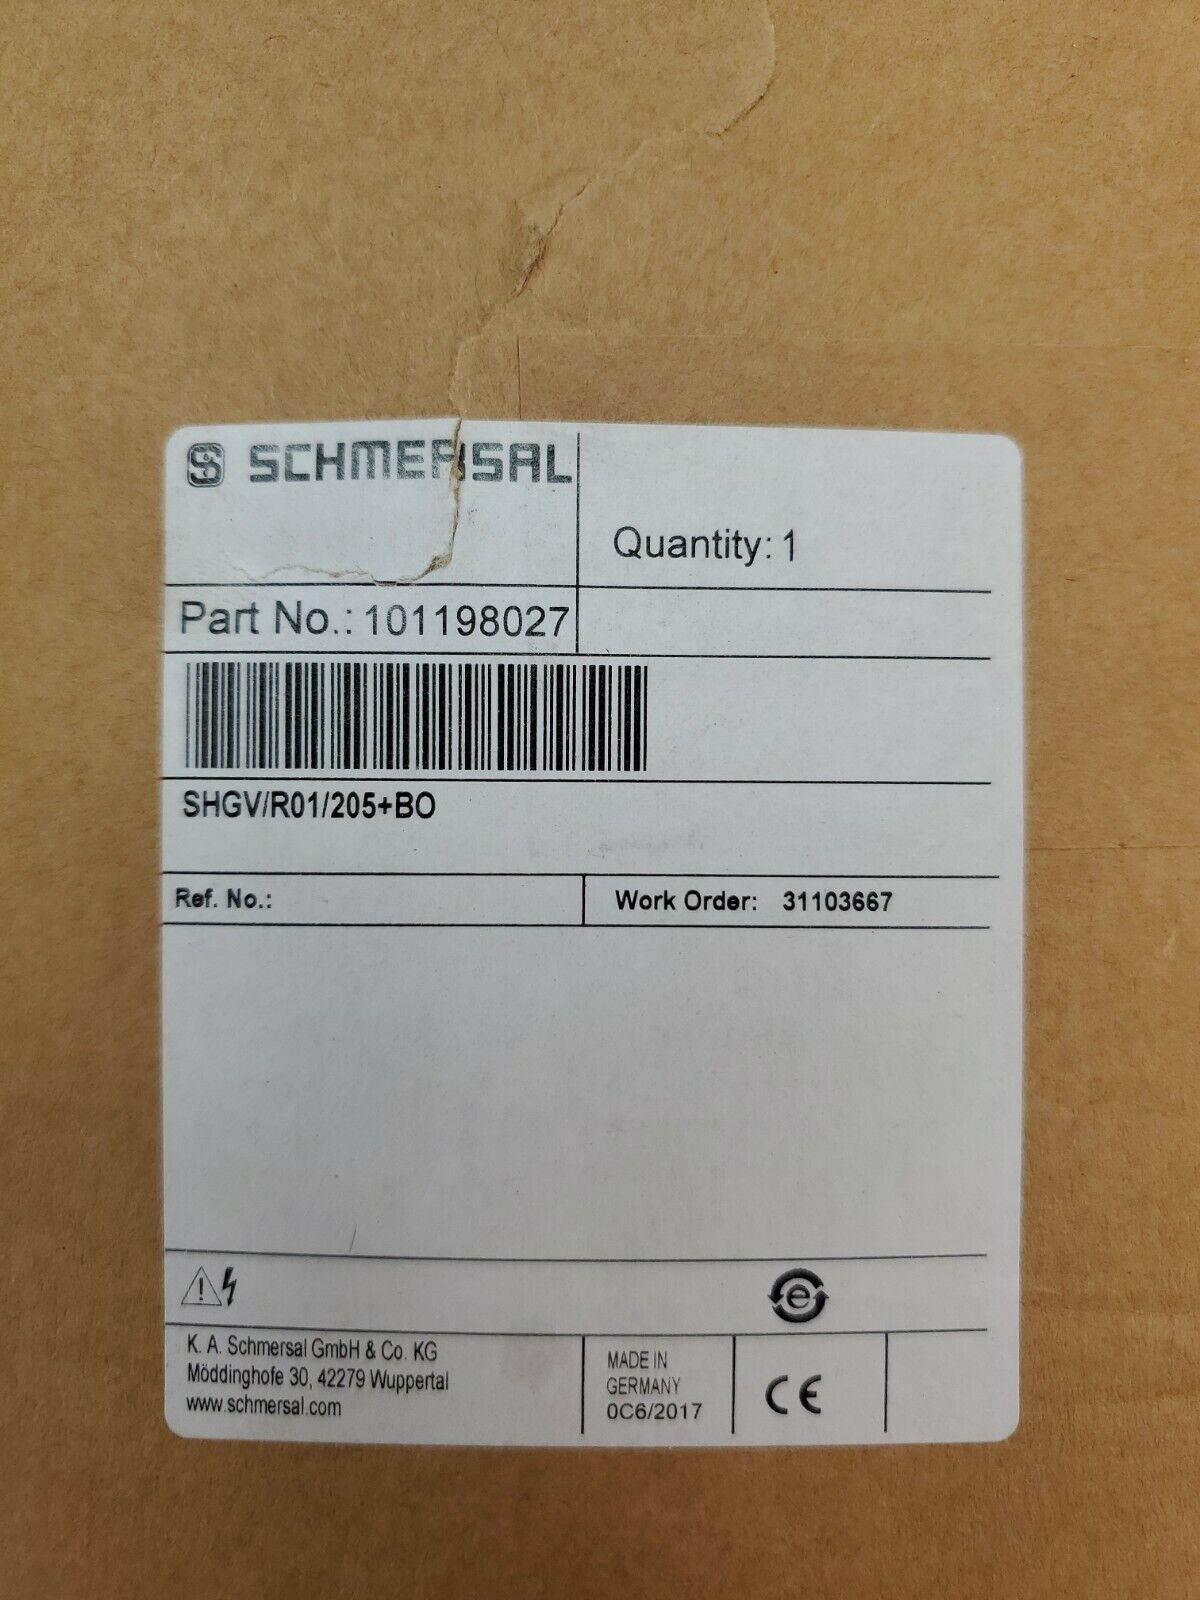 SCHMERSAL
Quantity: 1
Part No.: 101198027
SHGV/R01/205+BO
Ref. No.:
Work Order: 31103667
K. A. Schmersal GmbH & Co. KG
Möddinghofe 30, 42279 Wuppertal
www.schmersal.com
MADE IN
GERMANY
0C6/2017
CE